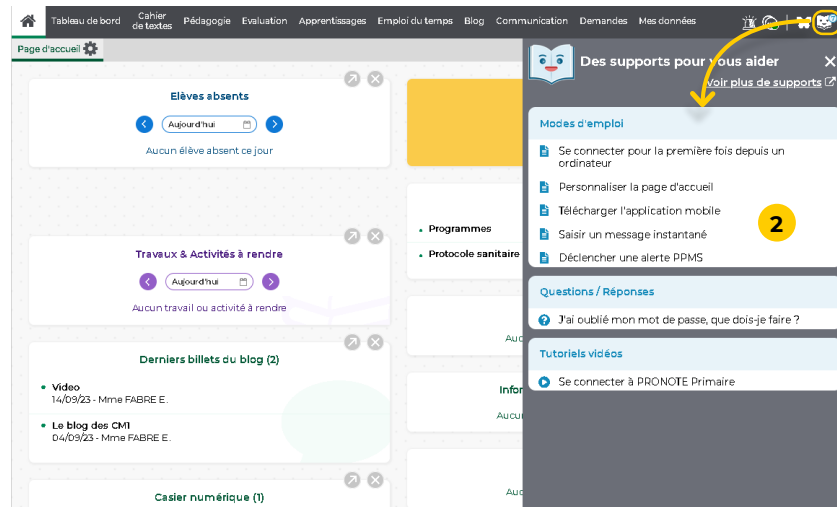 Tableau de bord
Cahier
de textes
Pédagogie
Evaluation
Apprentissages
Emploi du temps
Blog
Communication
Demandes
Mes données
Page d'accueil
Elèves absents
Aujourd'hui
Aucun élève absent ce jour
Travaux & Activités à rendre
Aujourd'hui
Aucun travail ou activité à rendre
Derniers billets du blog (2)
Video
14/09/23 - Mme FABRE E.
Le blog des CM1
04/09/23 - Mme FABRE E.
Casier numérique (1)
Programmes
Protocole sanitaire
Auc
Infor
Aucu
Auc
Des supports pour vous aider
Voir plus de supports
Modes d'emploi
Se connecter pour la première fois depuis un
ordinateur
Personnaliser la page d'accueil
Télécharger l'application mobile
Saisir un message instantané
Déclencher une alerte PPMS
2
Questions / Réponses
J'ai oublié mon mot de passe, que dois-je faire ?
Tutoriels vidéos
Se connecter à PRONOTE Primaire